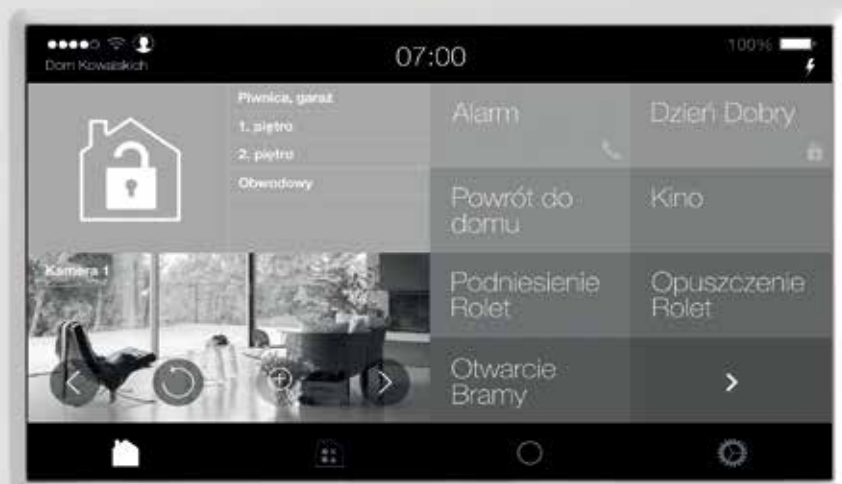 07:00
100%
Dom Kowalskich
Piwnica, garaż
1. piętro
2. piętro
Obwodowy
Alarm
Dzień Dobry
Powrót do
domu
Kino
Kamera 1
Podniesienie
Rolet
Opuszczenie
Rolet
Otwarcie
Bramy